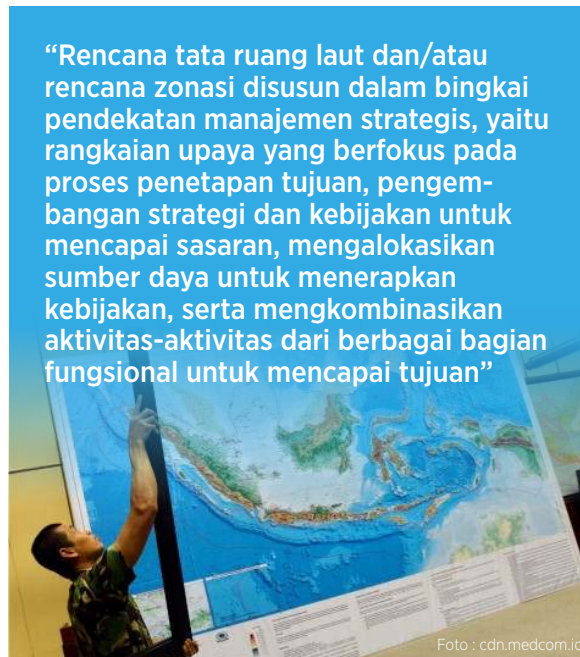 “Rencana tata ruang laut dan/atau
rencana zonasi disusun dalam bingkai
pendekatan manajemen strategis, yaitu
rangkaian upaya yang berfokus pada
proses penetapan tujuan, pengem-
bangan strategi dan kebijakan untuk
mencapai sasaran, mengalokasikan
sumber daya untuk menerapkan
kebijakan, serta mengkombinasikan
aktivitas-aktivitas dari berbagai bagian
fungsional untuk mencapai tujuan”
Foto : cdn.medcom.id